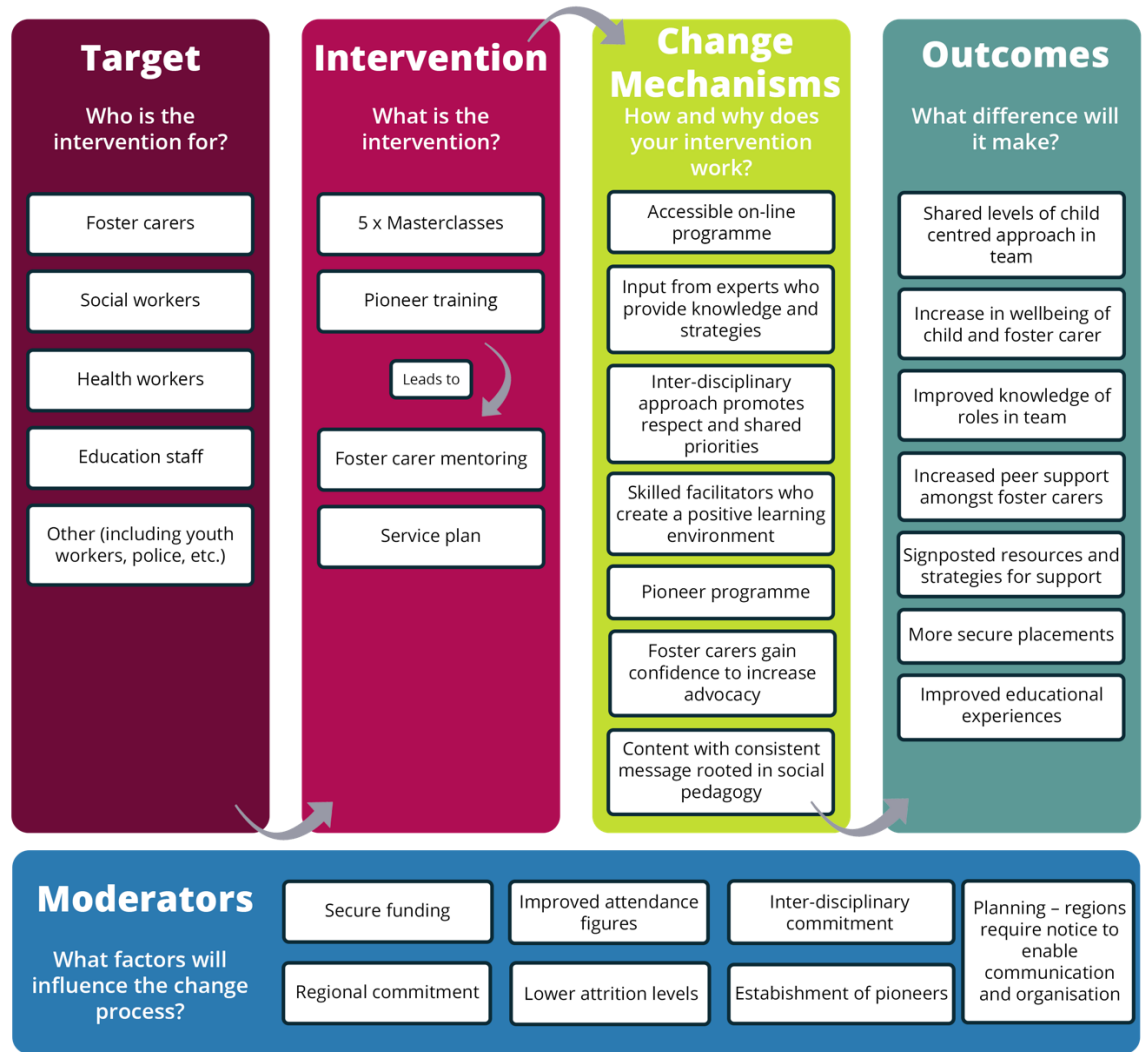 Target
Who is the
intervention for?
Foster carers
Social workers
Health workers
Education staff
Other (including youth
workers, police, etc.)
Intervention
What is the
intervention?
5 x Masterclasses
Pioneer training
Leads to
Foster carer mentoring
Service plan
Change
Mechanisms
How and why does
your intervention
work?
Accessible on-line
programme
Input from experts who
provide knowledge and
strategies
Inter-disciplinary
approach promotes
respect and shared
priorities
Skilled facilitators who
create a positive learning
environment
Pioneer programme
Foster carers gain
confidence to increase
advocacy
Content with consistent
message rooted in social
pedagogy
Outcomes
What difference will
it make?
Shared levels of child
centred approach in
team
Increase in wellbeing of
child and foster carer
Improved knowledge of
roles in team
Increased peer support
amongst foster carers
Signposted resources and
strategies for support
More secure placements
Improved educational
experiences
Moderators
What factors will
influence the change
process?
Secure funding
Improved attendance
figures
Inter-disciplinary
commitment
Regional commitment
Lower attrition levels
Estabishment of pioneers
Planning – regions
require notice to
enable
communication
and organisation